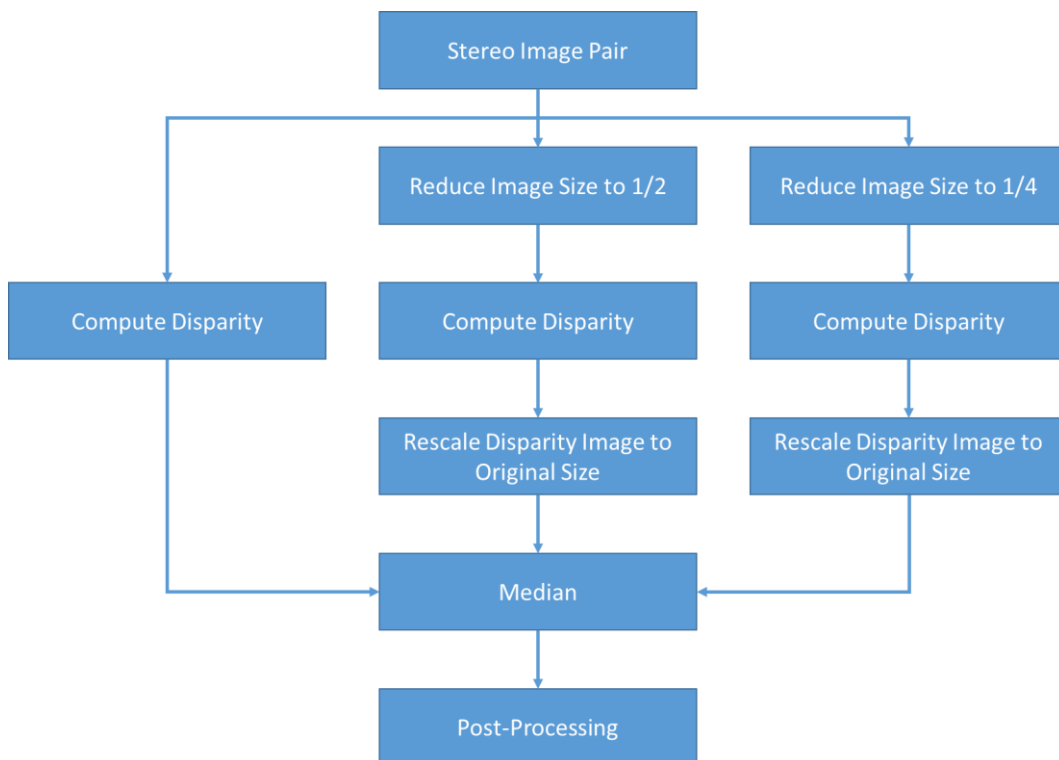 Stereo Image Pair
Reduce Image Size to 1/2
Reduce Image Size to 1/4
Compute Disparity
Compute Disparity
Compute Disparity
Rescale Disparity Image to
Original Size
Rescale Disparity Image to
Original Size
Median
Post-Processing